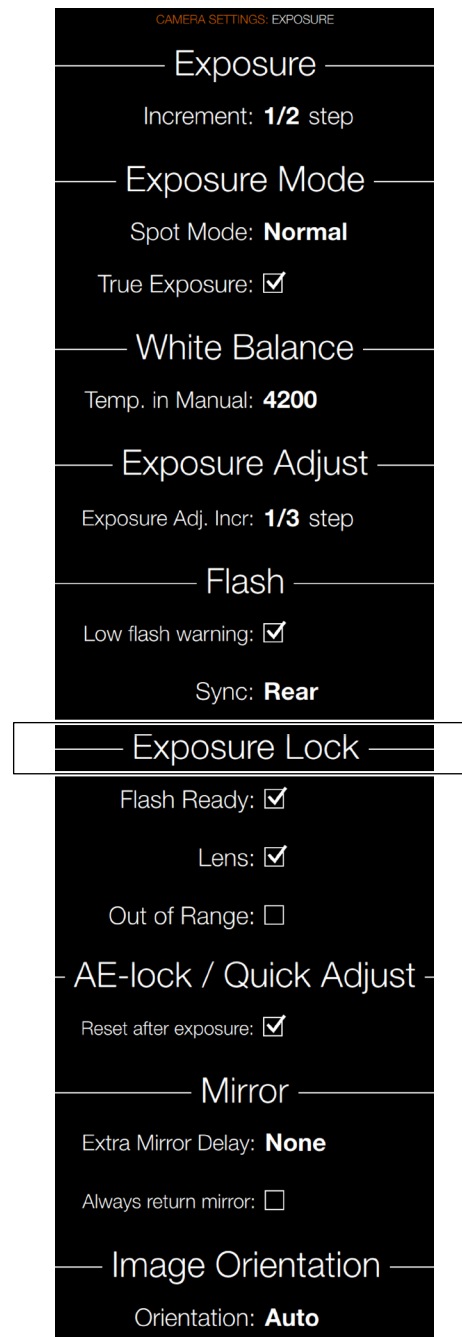 CAMERA SETTINGS: EXPOSURE
Exposure
Increment: 1/2 step
Exposure Mode
Spot Mode: Normal
True Exposure: ☑
White Balance
Temp. in Manual: 4200
Exposure Adjust
Exposure Adj. Incr: 1/3 step
Flash
Low flash warning: ☑
Sync: Rear
Exposure Lock
Flash Ready: ☑
Lens: ☑
Out of Range: ☐
AE-lock / Quick Adjust
Reset after exposure: ☑
Mirror
Extra Mirror Delay: None
Always return mirror: ☐
Image Orientation
Orientation: Auto